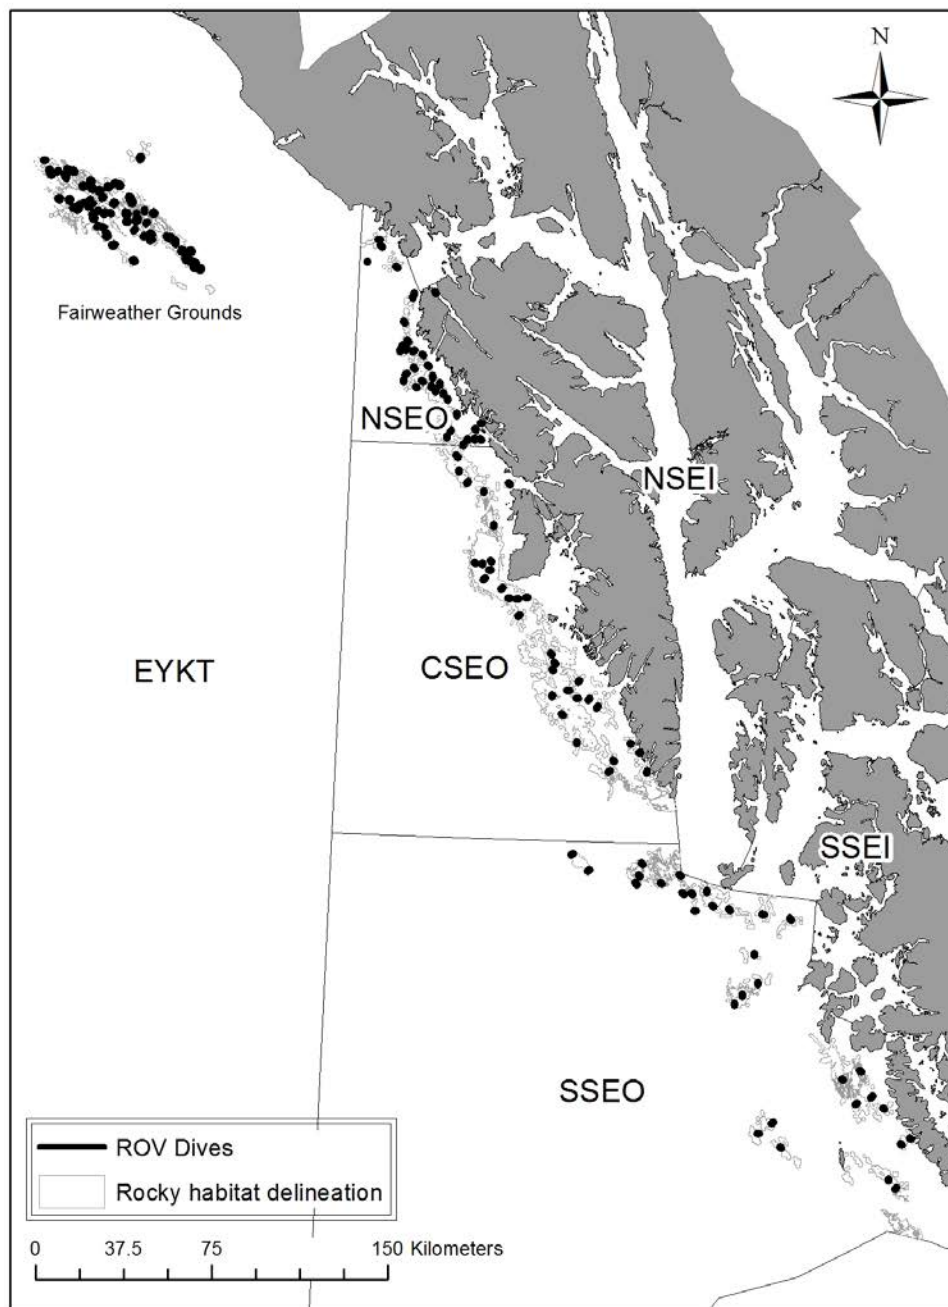 N
Fairweather Grounds
NSEO
NSEI
EYKT
CSEO
SSEI
SSEO
ROV Dives
Rocky habitat delineation
0 37.5 75 150 Kilometers